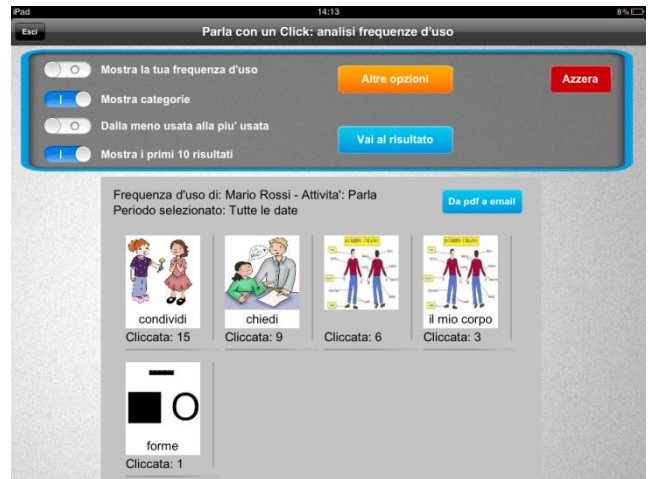 iPad 14:13 8%
Esci Parla con un Click: analisi frequenze d'uso
Mostra la tua frequenza d'uso
Mostra categorie
Dalla meno usata alla piu' usata
Mostra i primi 10 risultati
Altre opzioni
Vai al risultato
Azzera
Frequenza d'uso di: Mario Rossi - Attivita': Parla
Periodo selezionato: Tutte le date
Da pdf a email
condividi
Cliccata: 15
chiedi
Cliccata: 9
Cliccata: 6
il mio corpo
Cliccata: 3
forme
Cliccata: 1